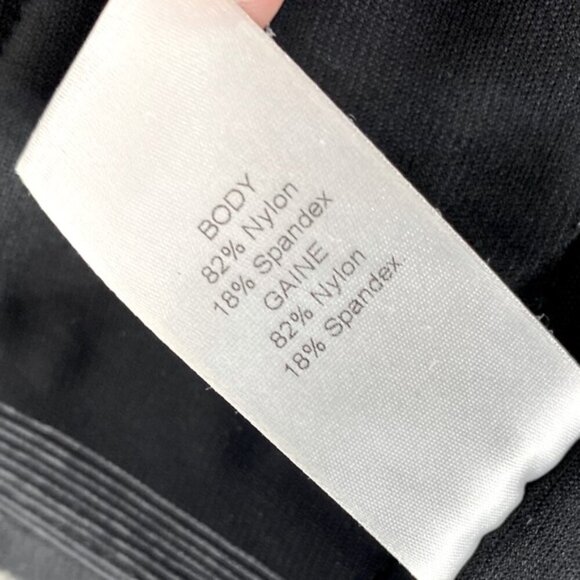 BODY
82% Nylon
18% Spandex
GAINE
82% Nylon
18% Spandex